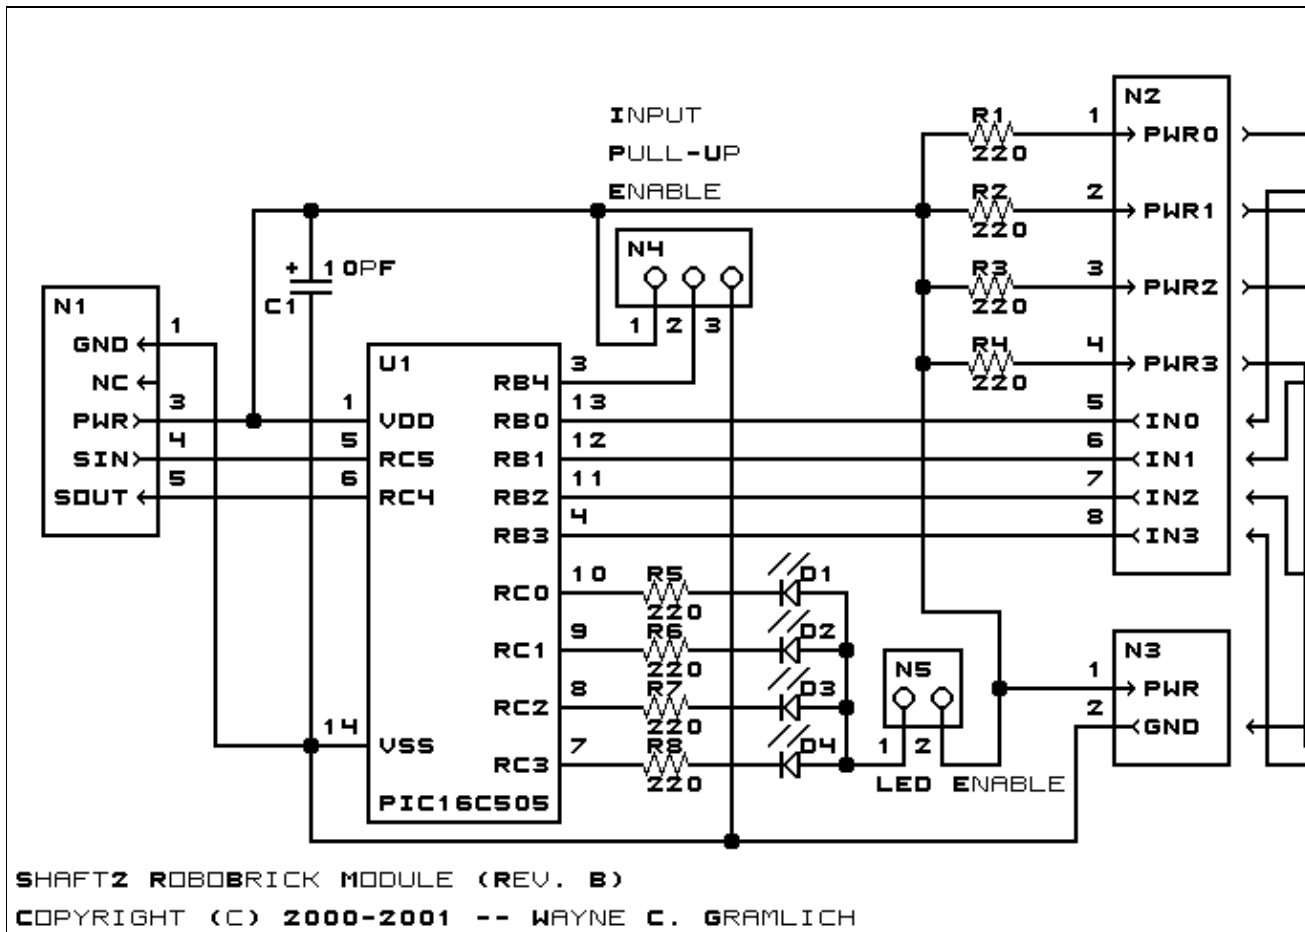 INPUT
PULL-UP
ENABLE
N2
R1
220
1
PWR0
R2
220
2
PWR1
R3
220
3
PWR2
R4
220
4
PWR3
5
IN0
6
IN1
7
IN2
8
IN3
N4
1 2 3
+ 10PF
C1
N1
GND 1
NC
PWR 3
SIN 4
SOUT 5
U1
1 VDD
5 RC5
6 RC4
14 VSS
RB4 3
RB0 13
RB1 12
RB2 11
RB3 4
RC0 10
RC1 9
RC2 8
RC3 7
PIC16C505
R5
220
D1
R6
220
D2
R7
220
D3
R8
220
D4
N5
1 2
LED ENABLE
N3
1 PWR
2 GND
SHAFT2 ROBOBRICK MODULE (REV. B)
COPYRIGHT (C) 2000-2001 -- WAYNE C. GRAMLICH